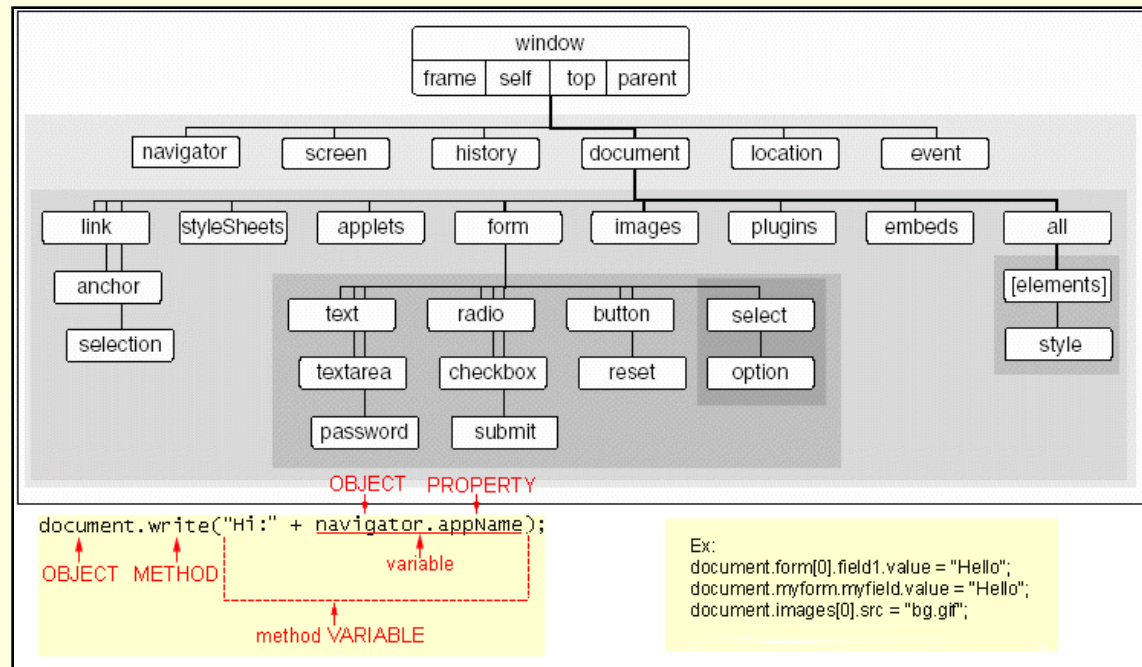 window
frame self top parent
navigator screen history document location event
link styleSheets applets form images plugins embeds all
anchor [elements]
text radio button select
selection style
textarea checkbox reset option
password submit
OBJECT PROPERTY
document.write("Hi:" + navigator.appName);
OBJECT METHOD variable
method VARIABLE
Ex:
document.form[0].field1.value = "Hello";
document.myform.myfield.value = "Hello";
document.images[0].src = "bg.gif";